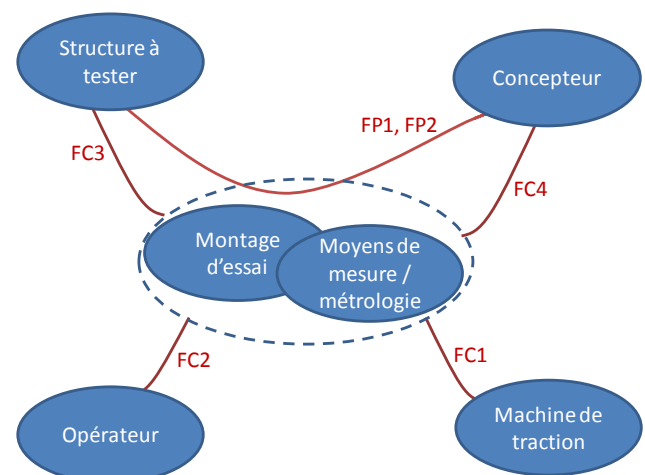 Structure à
tester
Concepteur
FP1, FP2
FC3
FC4
Montage
d'essai
Moyens de
mesure /
métrologie
FC2
FC1
Opérateur
Machine de
traction